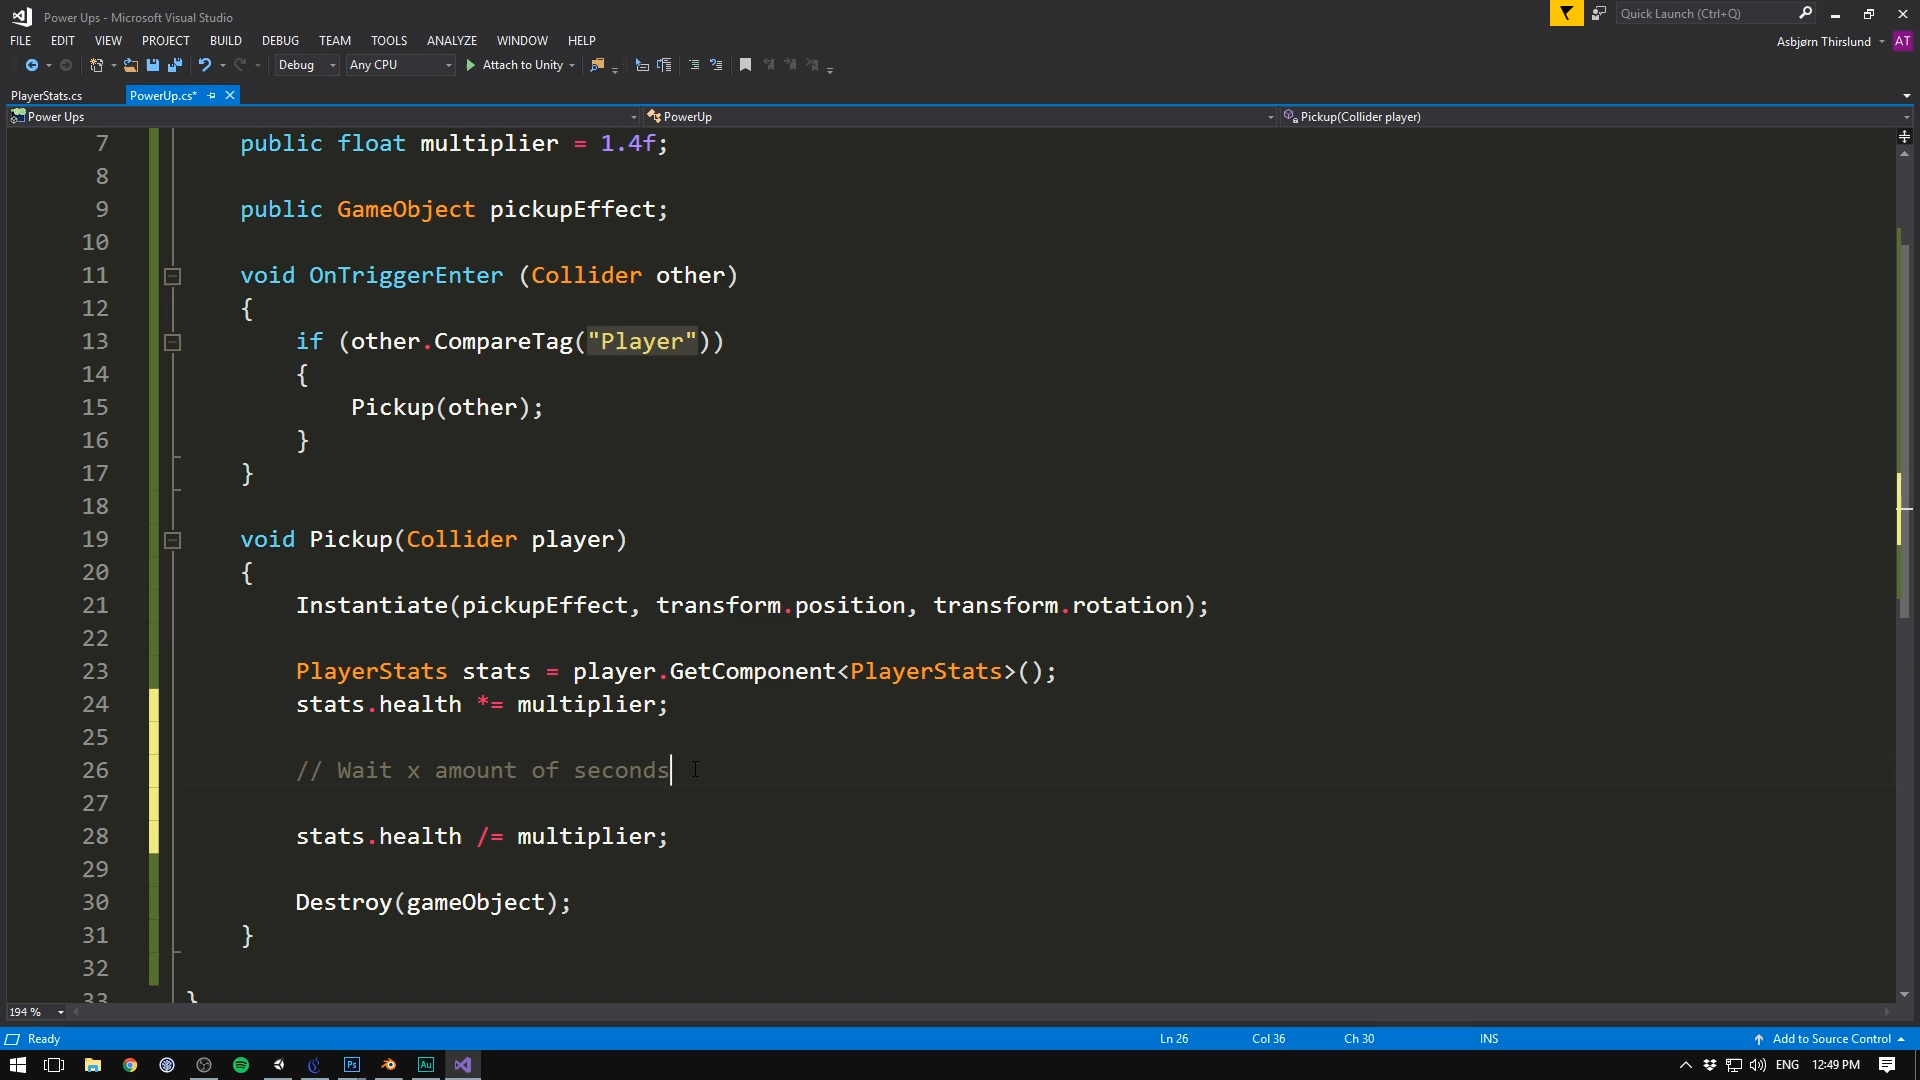 Power Ups - Microsoft Visual Studio
Quick Launch (Ctrl+Q)
FILE EDIT VIEW PROJECT BUILD DEBUG TEAM TOOLS ANALYZE WINDOW HELP
Asbjørn Thirslund AT
Debug Any CPU Attach to Unity
PlayerStats.cs PowerUp.cs*
Power Ups PowerUp Pickup(Collider player)
7 public float multiplier = 1.4f;
8
9 public GameObject pickupEffect;
10
11 void OnTriggerEnter (Collider other)
12 {
13 if (other.CompareTag("Player"))
14 {
15 Pickup(other);
16 }
17 }
18
19 void Pickup(Collider player)
20 {
21 Instantiate(pickupEffect, transform.position, transform.rotation);
22
23 PlayerStats stats = player.GetComponent<PlayerStats>();
24 stats.health *= multiplier;
25
26 // Wait x amount of seconds
27
28 stats.health /= multiplier;
29
30 Destroy(gameObject);
31 }
32
33 }
194 %
Ready Ln 26 Col 36 Ch 30 INS Add to Source Control
Ps Au ENG 12:49 PM